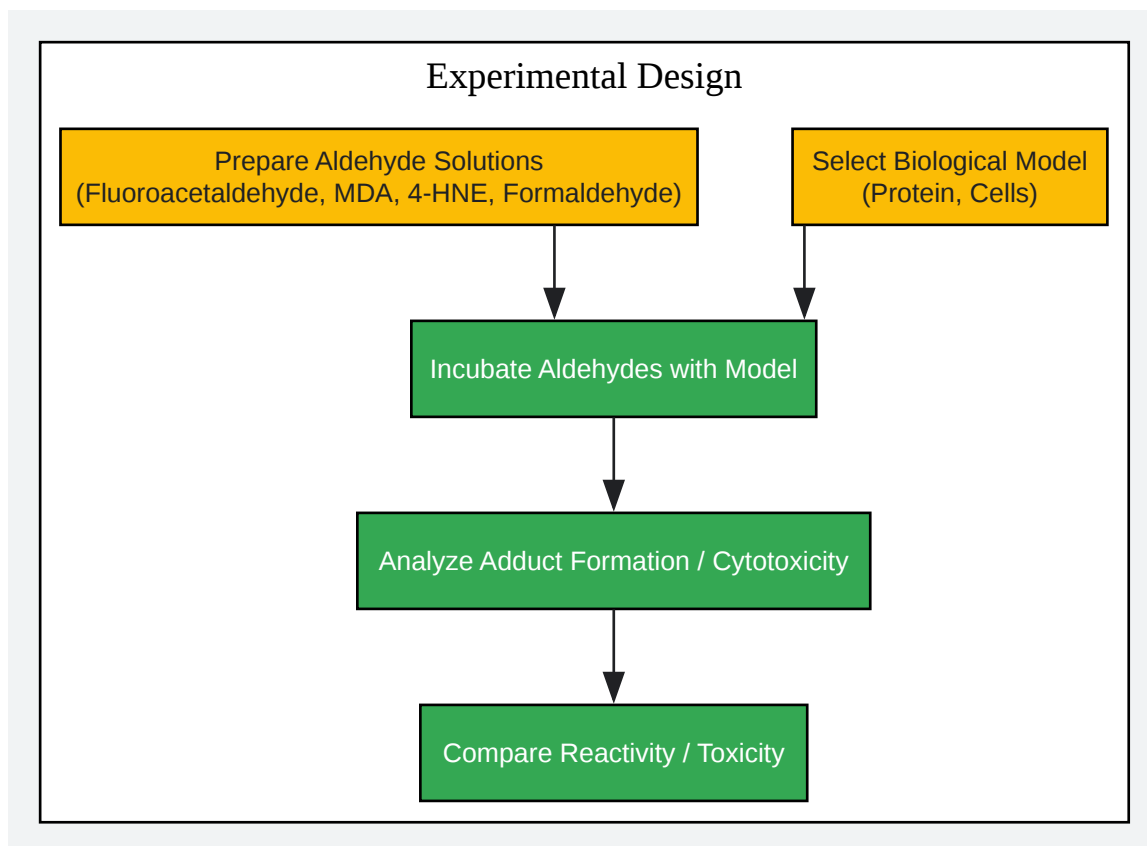 Experimental Design
Prepare Aldehyde Solutions
(Fluoroacetaldehyde, MDA, 4-HNE, Formaldehyde)
Select Biological Model
(Protein, Cells)
Incubate Aldehydes with Model
Analyze Adduct Formation / Cytotoxicity
Compare Reactivity / Toxicity